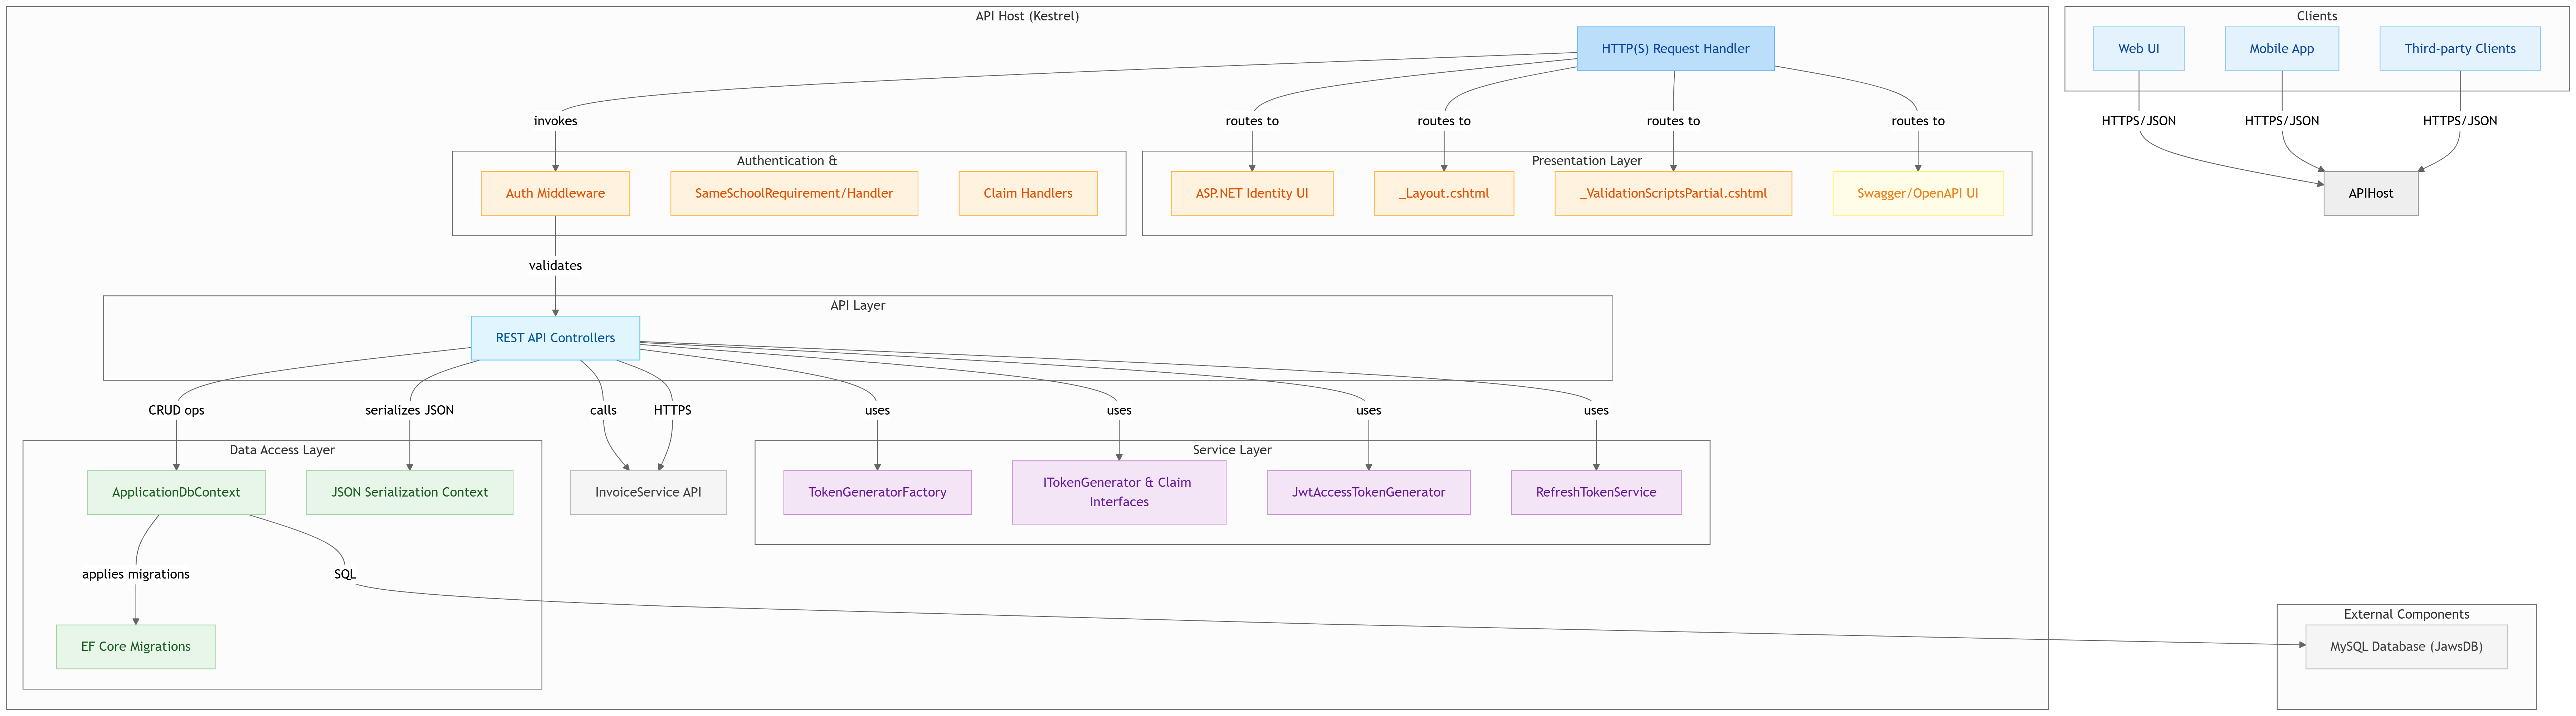 API Host (Kestrel)
Clients
HTTP(S) Request Handler
Web UI
Mobile App
Third-party Clients
invokes
routes to
routes to
routes to
routes to
HTTPS/JSON
HTTPS/JSON
HTTPS/JSON
Authentication &
Presentation Layer
Auth Middleware
SameSchoolRequirement/Handler
Claim Handlers
ASP.NET Identity UI
_Layout.cshtml
_ValidationScriptsPartial.cshtml
Swagger/OpenAPI UI
APIHost
validates
API Layer
REST API Controllers
CRUD ops
serializes JSON
calls
HTTPS
uses
uses
uses
uses
Data Access Layer
Service Layer
ApplicationDbContext
JSON Serialization Context
InvoiceService API
TokenGeneratorFactory
ITokenGenerator & Claim
Interfaces
JwtAccessTokenGenerator
RefreshTokenService
applies migrations
SQL
External Components
EF Core Migrations
MySQL Database (JawsDB)